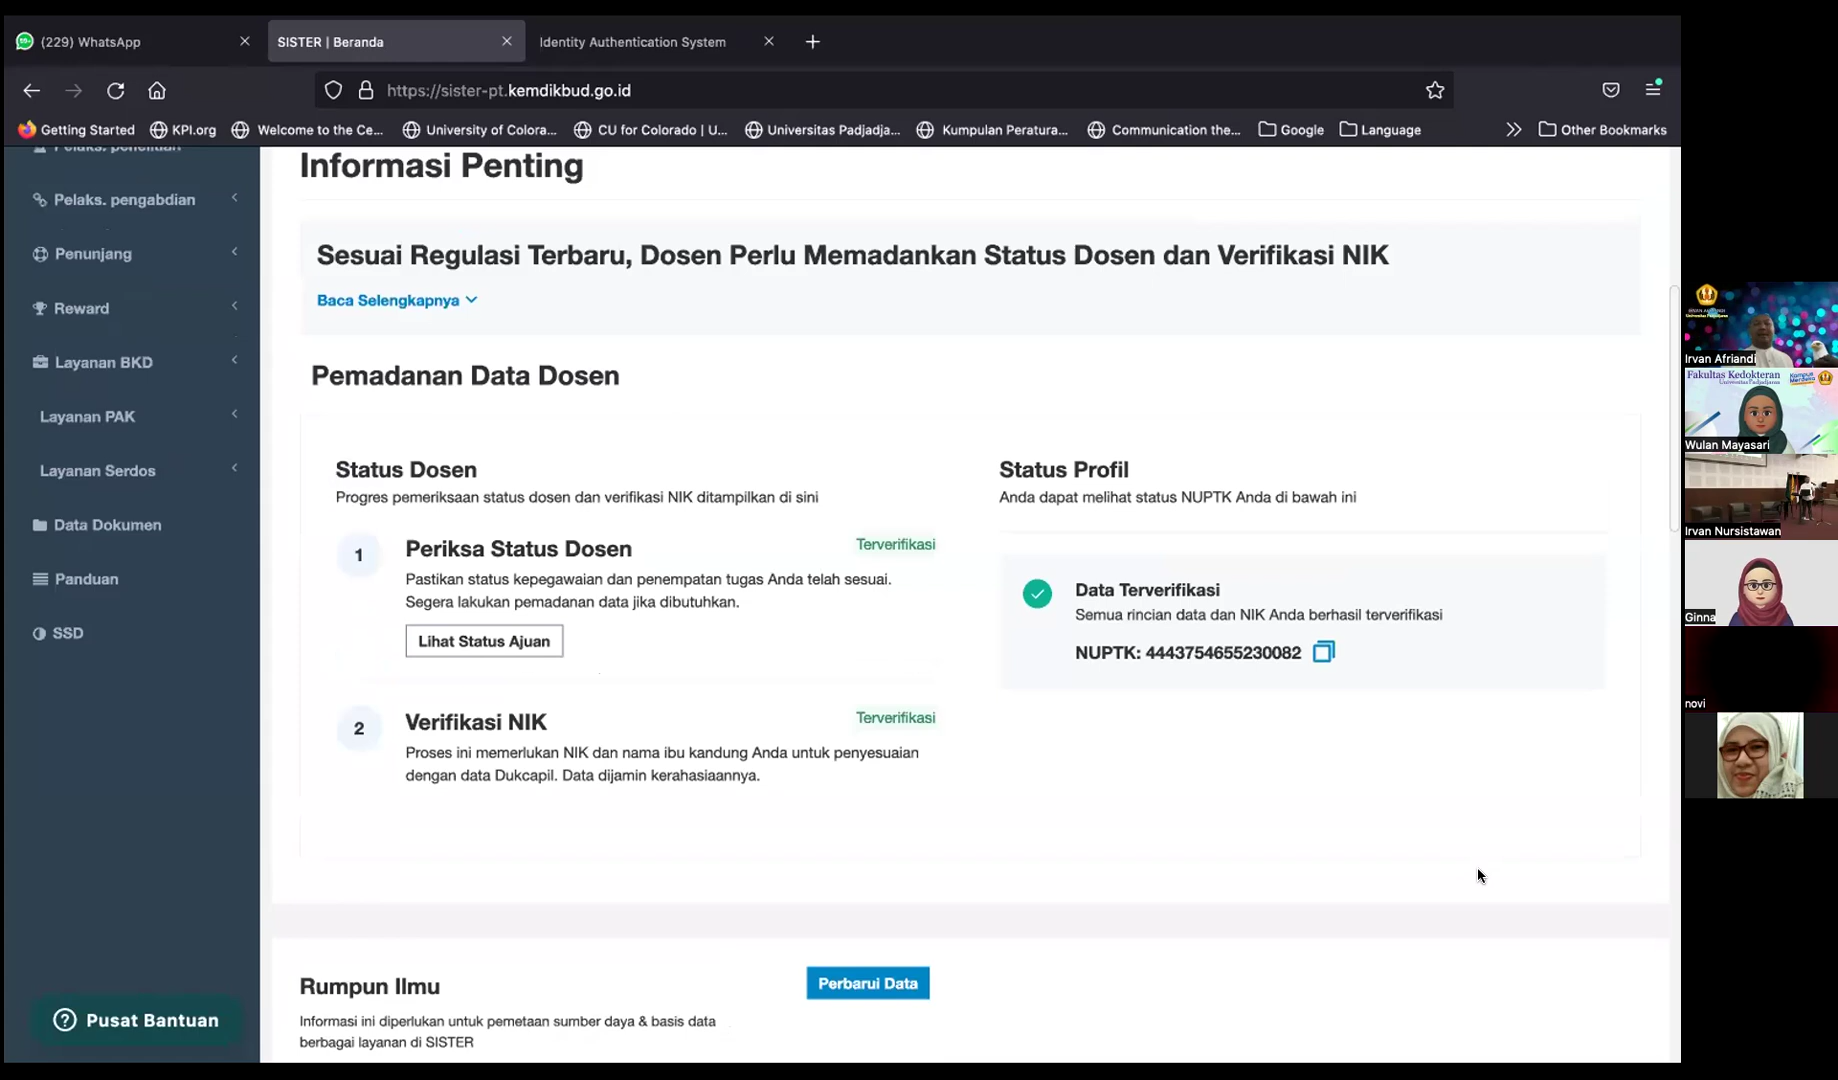 (229) WhatsApp
SISTER | Beranda
Identity Authentication System
https://sister-pt.kemdikbud.go.id
Getting Started
KPI.org
Welcome to the Ce...
University of Colora...
CU for Colorado | U...
Universitas Padjadja...
Kumpulan Peratura...
Communication the...
Google
Language
Other Bookmarks
Pelaks. penelitian
Pelaks. pengabdian
Penunjang
Reward
Layanan BKD
Layanan PAK
Layanan Serdos
Data Dokumen
Panduan
SSD
Pusat Bantuan
Informasi Penting
Sesuai Regulasi Terbaru, Dosen Perlu Memadankan Status Dosen dan Verifikasi NIK
Baca Selengkapnya
Pemadanan Data Dosen
Status Dosen
Progres pemeriksaan status dosen dan verifikasi NIK ditampilkan di sini
1
Periksa Status Dosen
Terverifikasi
Pastikan status kepegawaian dan penempatan tugas Anda telah sesuai.
Segera lakukan pemadanan data jika dibutuhkan.
Lihat Status Ajuan
2
Verifikasi NIK
Terverifikasi
Proses ini memerlukan NIK dan nama ibu kandung Anda untuk penyesuaian
dengan data Dukcapil. Data dijamin kerahasiaannya.
Status Profil
Anda dapat melihat status NUPTK Anda di bawah ini
Data Terverifikasi
Semua rincian data dan NIK Anda berhasil terverifikasi
NUPTK: 4443754655230082
Rumpun Ilmu
Perbarui Data
Informasi ini diperlukan untuk pemetaan sumber daya & basis data
berbagai layanan di SISTER
Irvan Afriandi
Fakultas Kedokteran
Universitas Padjadjaran
Kampus
Merdeka
Wulan Mayasari
Irvan Nursistawan
Ginna
novi